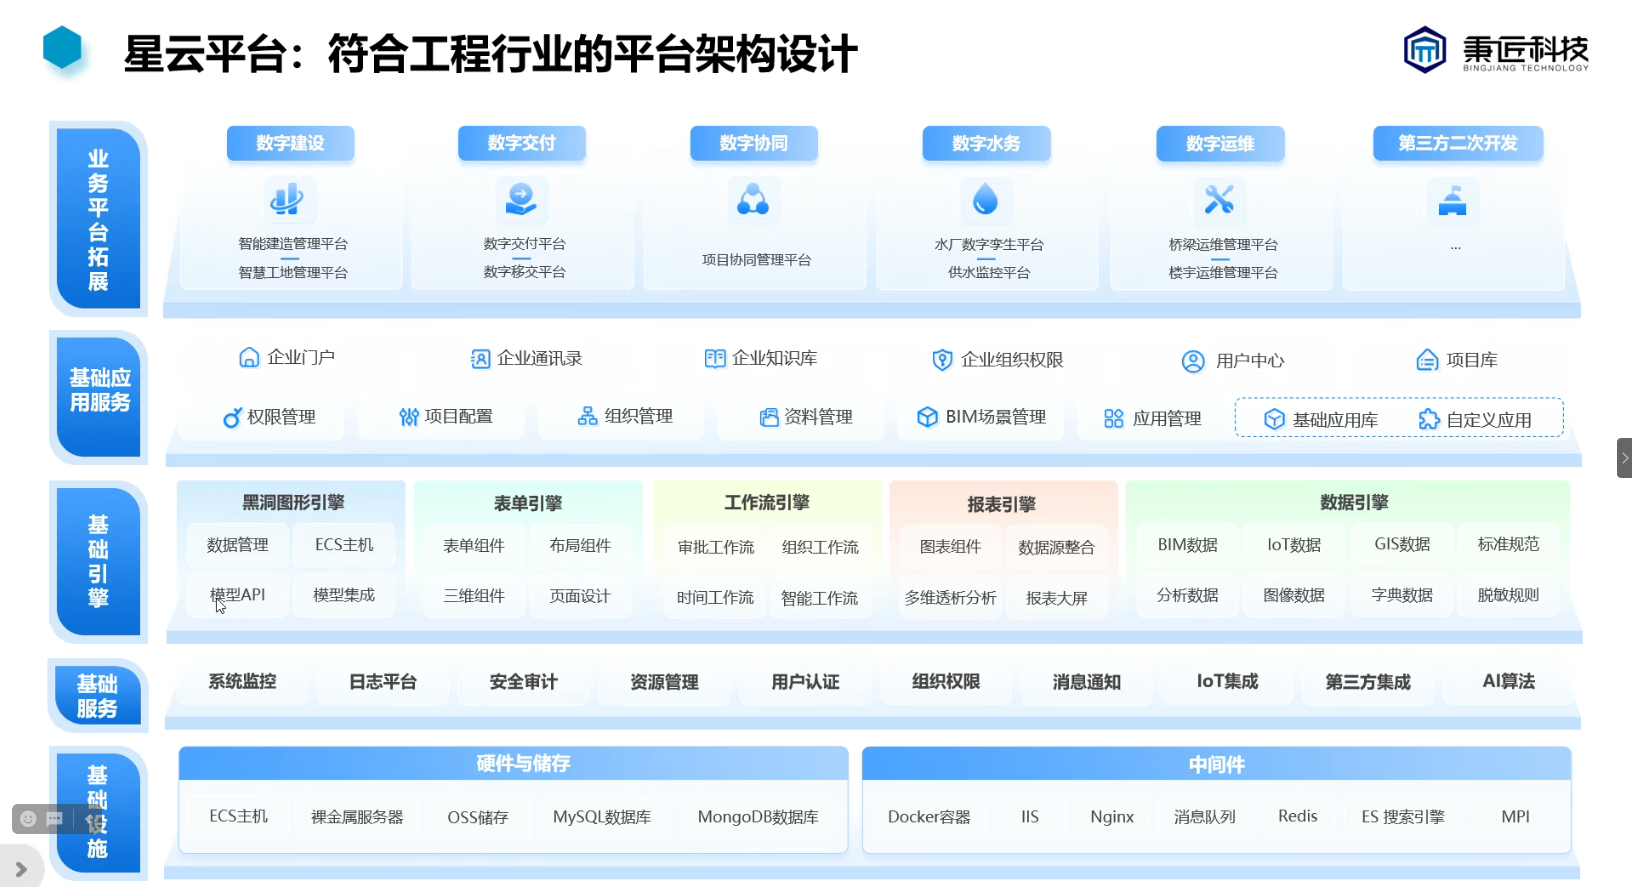 星云平台：符合工程行业的平台架构设计
秉匠科技
BINGJIANG TECHNOLOGY
业务平台拓展
数字建设
数字交付
数字协同
数字水务
数字运维
第三方二次开发
智能建造管理平台
智慧工地管理平台
数字交付平台
数字移交平台
项目协同管理平台
水厂数字孪生平台
供水监控平台
桥梁运维管理平台
楼宇运维管理平台
...
基础应用服务
企业门户
企业通讯录
企业知识库
企业组织权限
用户中心
项目库
权限管理
项目配置
组织管理
资料管理
BIM场景管理
应用管理
基础应用库
自定义应用
基础引擎
黑洞图形引擎
数据管理
ECS主机
模型API
模型集成
表单引擎
表单组件
布局组件
三维组件
页面设计
工作流引擎
审批工作流
组织工作流
时间工作流
智能工作流
报表引擎
图表组件
数据源整合
多维透析分析
报表大屏
数据引擎
BIM数据
IoT数据
GIS数据
标准规范
分析数据
图像数据
字典数据
脱敏规则
基础服务
系统监控
日志平台
安全审计
资源管理
用户认证
组织权限
消息通知
IoT集成
第三方集成
AI算法
基础设施
硬件与储存
ECS主机
裸金属服务器
OSS储存
MySQL数据库
MongoDB数据库
中间件
Docker容器
IIS
Nginx
消息队列
Redis
ES 搜索引擎
MPI